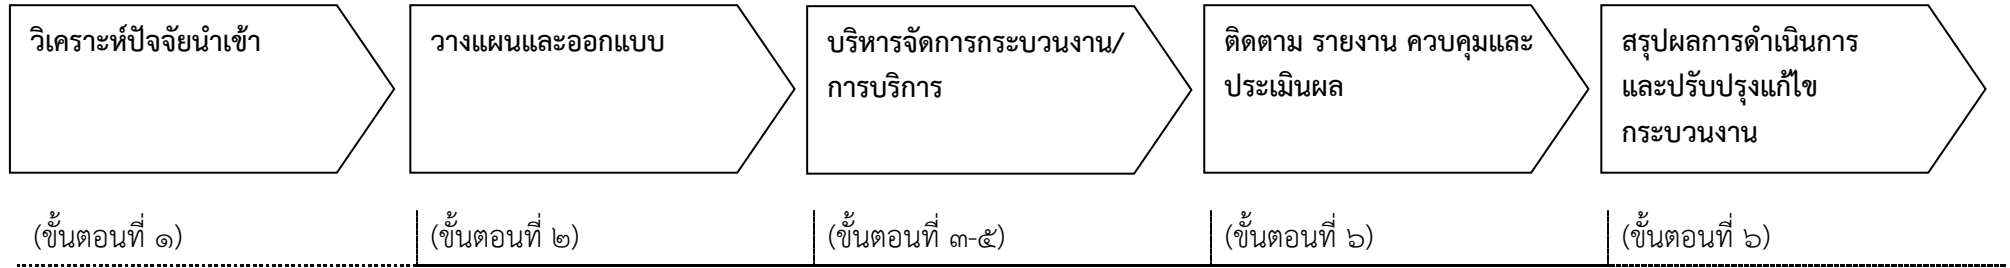 วิเคราะห์ปัจจัยนำเข้า
วางแผนและออกแบบ
บริหารจัดการกระบวนงาน/
การบริการ
ติดตาม รายงาน ควบคุมและ
ประเมินผล
สรุปผลการดำเนินการ
และปรับปรุงแก้ไข
กระบวนงาน
(ขั้นตอนที่ ๑)
(ขั้นตอนที่ ๒)
(ขั้นตอนที่ ๓-๕)
(ขั้นตอนที่ ๖)
(ขั้นตอนที่ ๖)